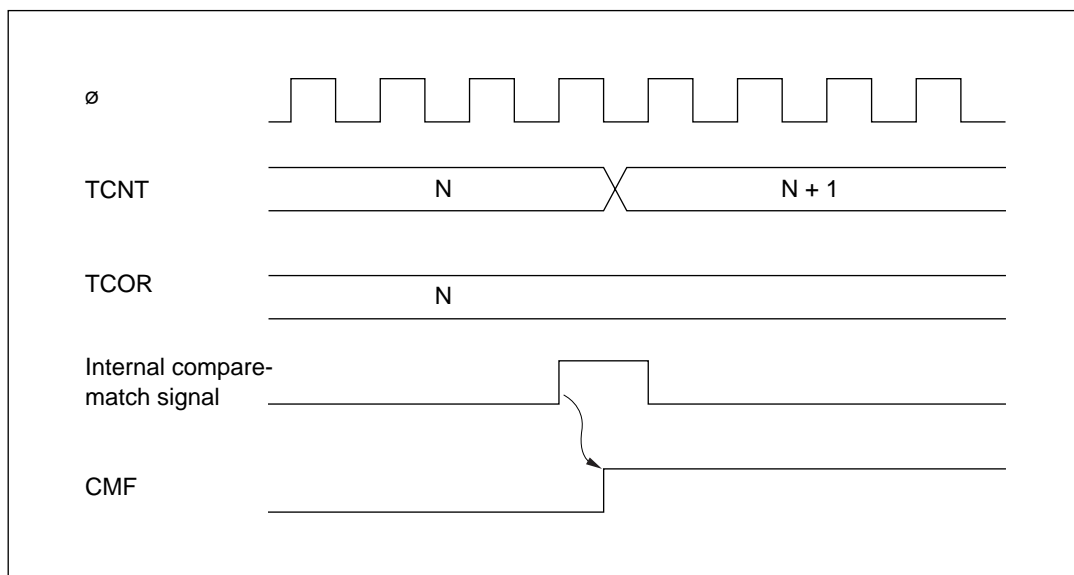 ø
TCNT
N
N + 1
TCOR
N
Internal compare-
match signal
CMF